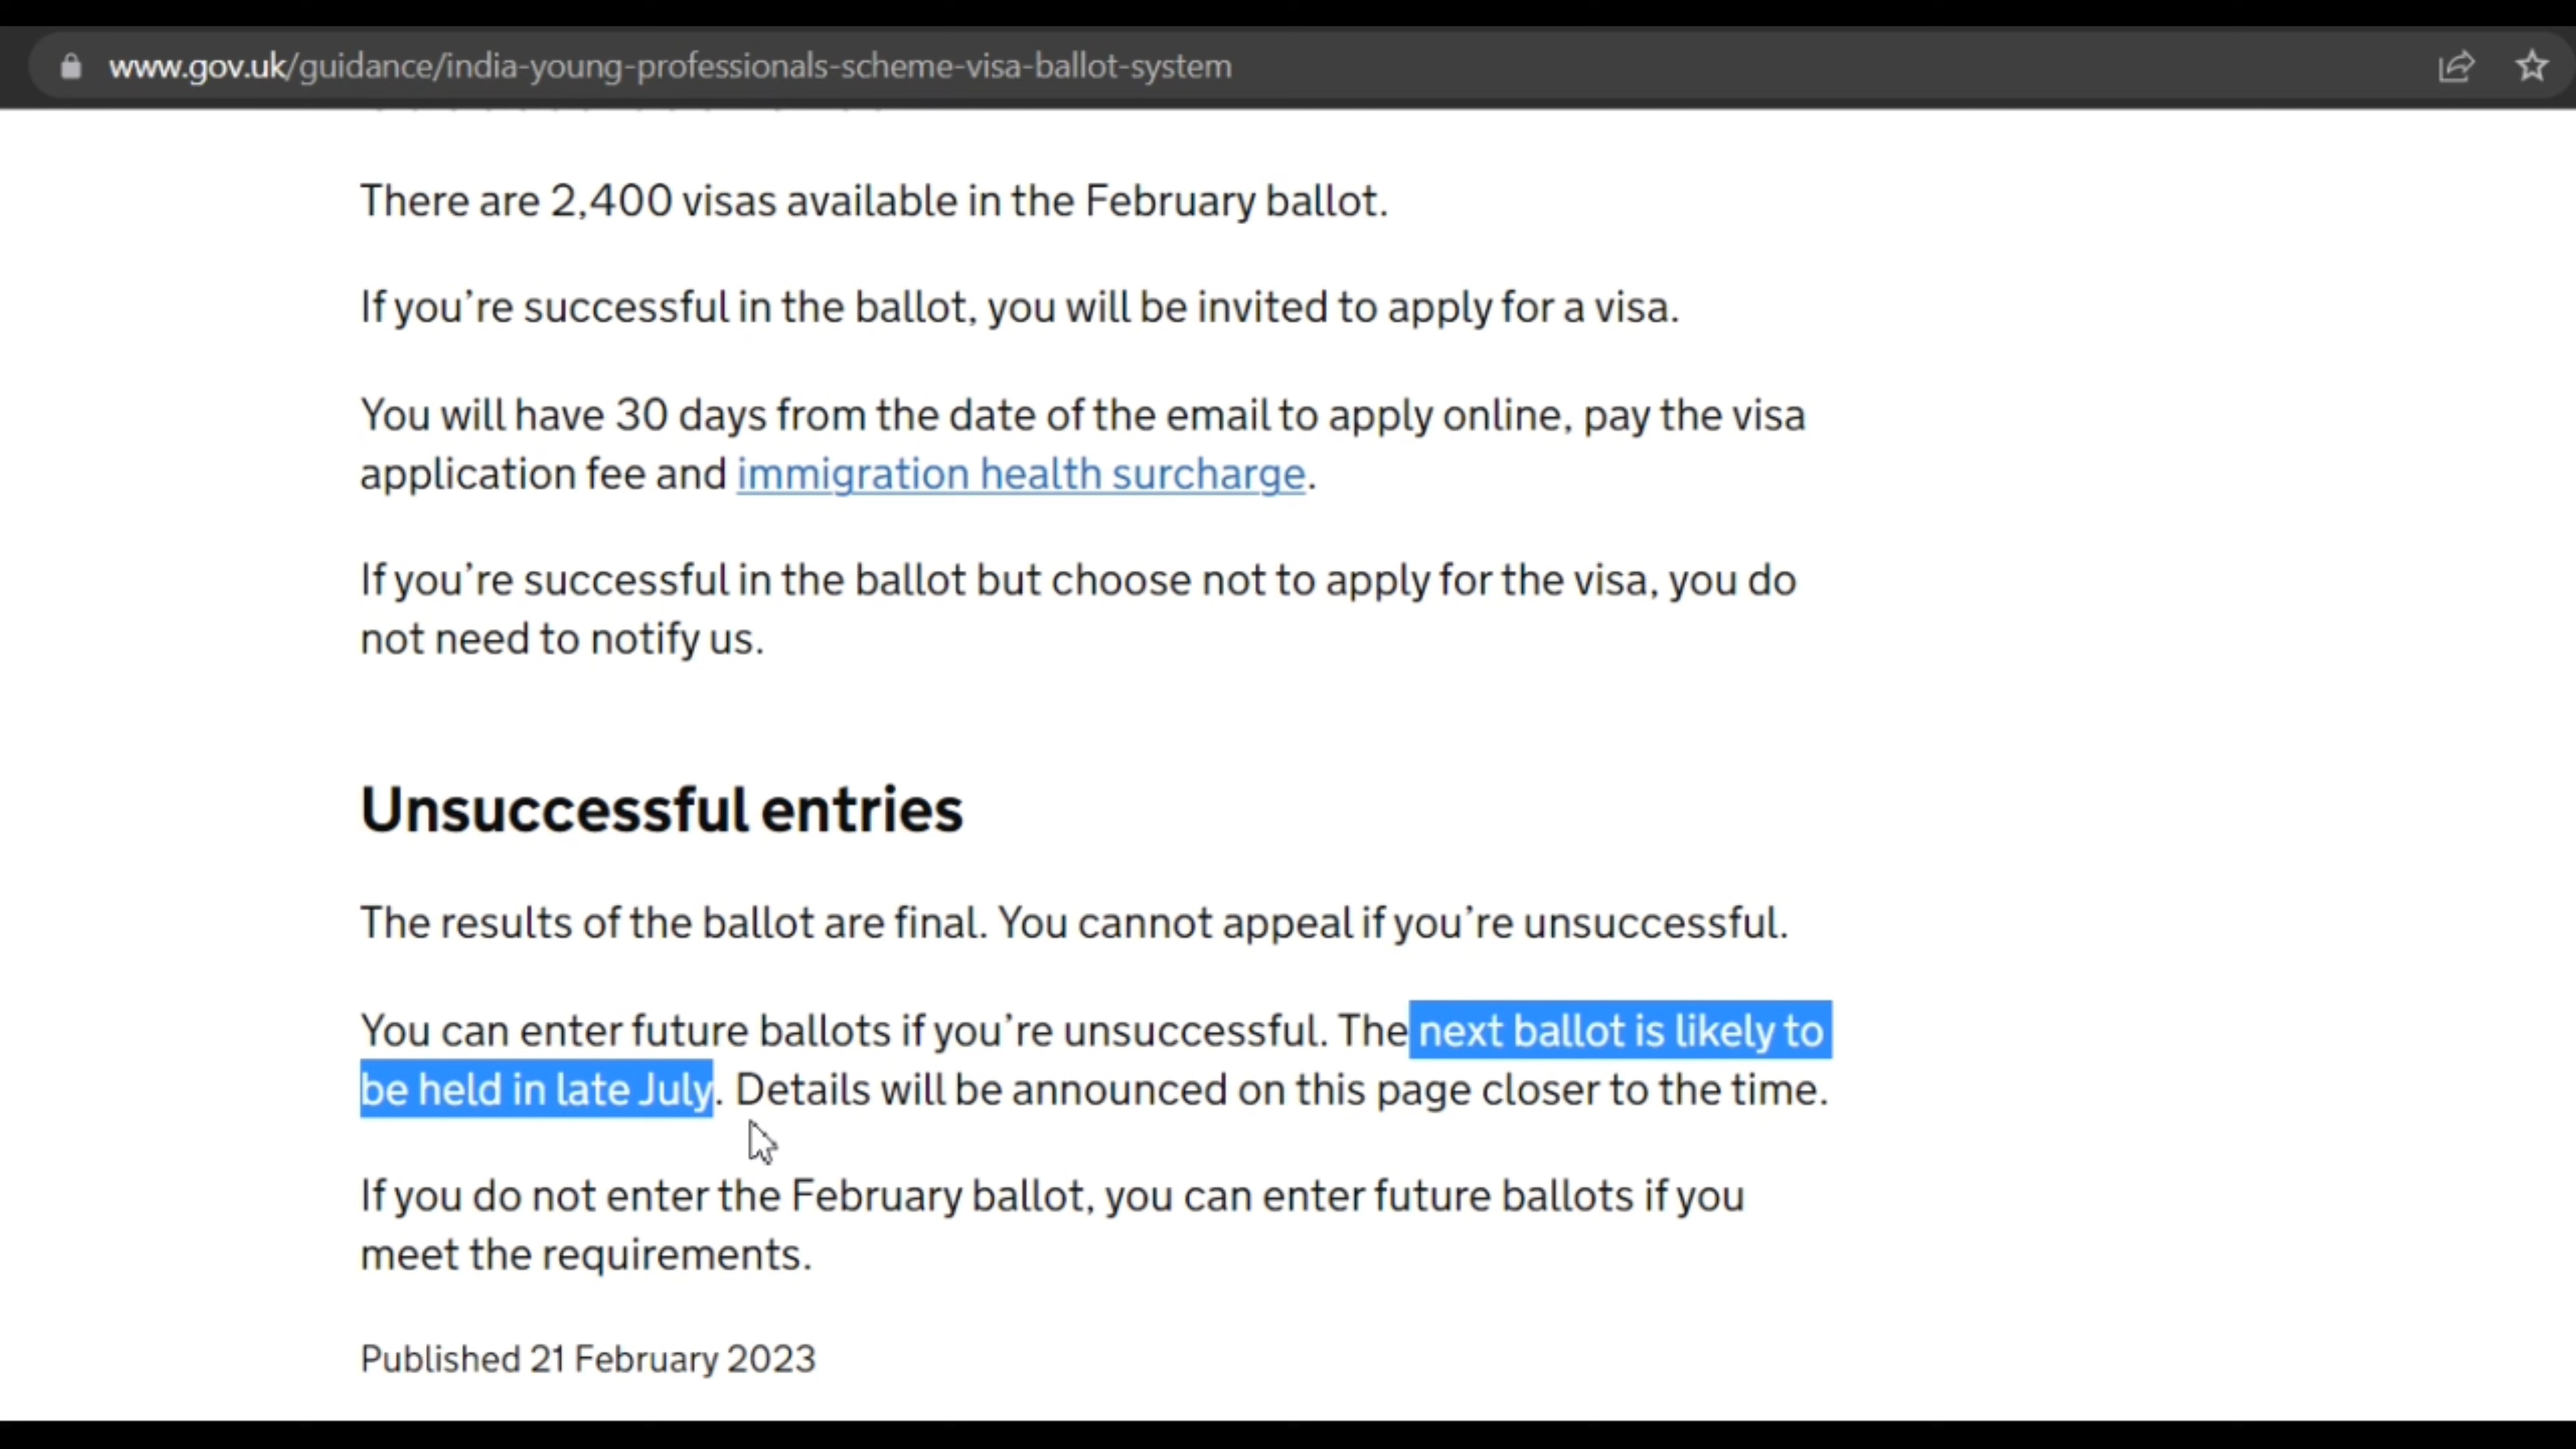 www.gov.uk/guidance/india-young-professionals-scheme-visa-ballot-system
There are 2,400 visas available in the February ballot.
If you’re successful in the ballot, you will be invited to apply for a visa.
You will have 30 days from the date of the email to apply online, pay the visa
application fee and immigration health surcharge.
If you’re successful in the ballot but choose not to apply for the visa, you do
not need to notify us.
Unsuccessful entries
The results of the ballot are final. You cannot appeal if you’re unsuccessful.
You can enter future ballots if you’re unsuccessful. The next ballot is likely to
be held in late July. Details will be announced on this page closer to the time.
If you do not enter the February ballot, you can enter future ballots if you
meet the requirements.
Published 21 February 2023